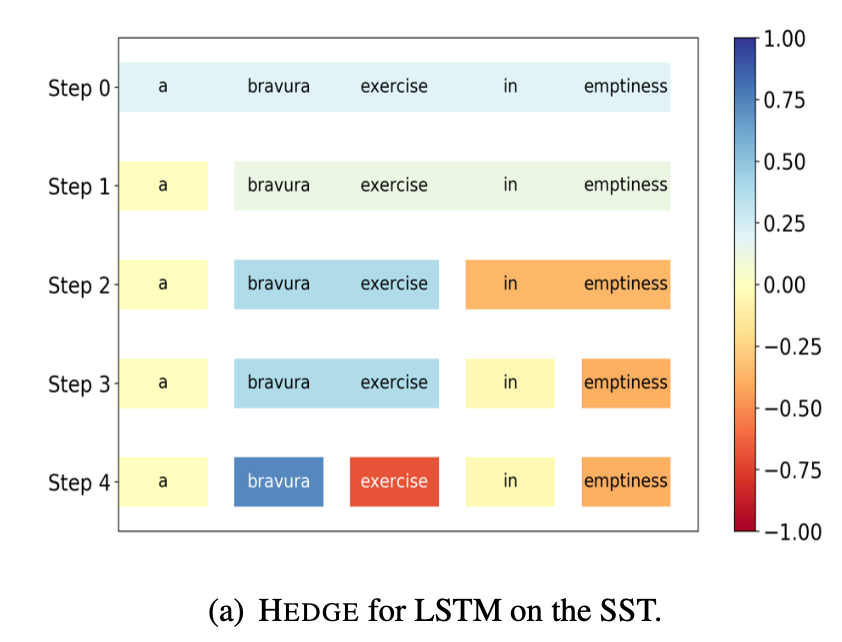 Step 0 a bravura exercise in emptiness
Step 1 a bravura exercise in emptiness
Step 2 a bravura exercise in emptiness
Step 3 a bravura exercise in emptiness
Step 4 a bravura exercise in emptiness
1.00
0.75
0.50
0.25
0.00
−0.25
−0.50
−0.75
−1.00
(a) HEDGE for LSTM on the SST.